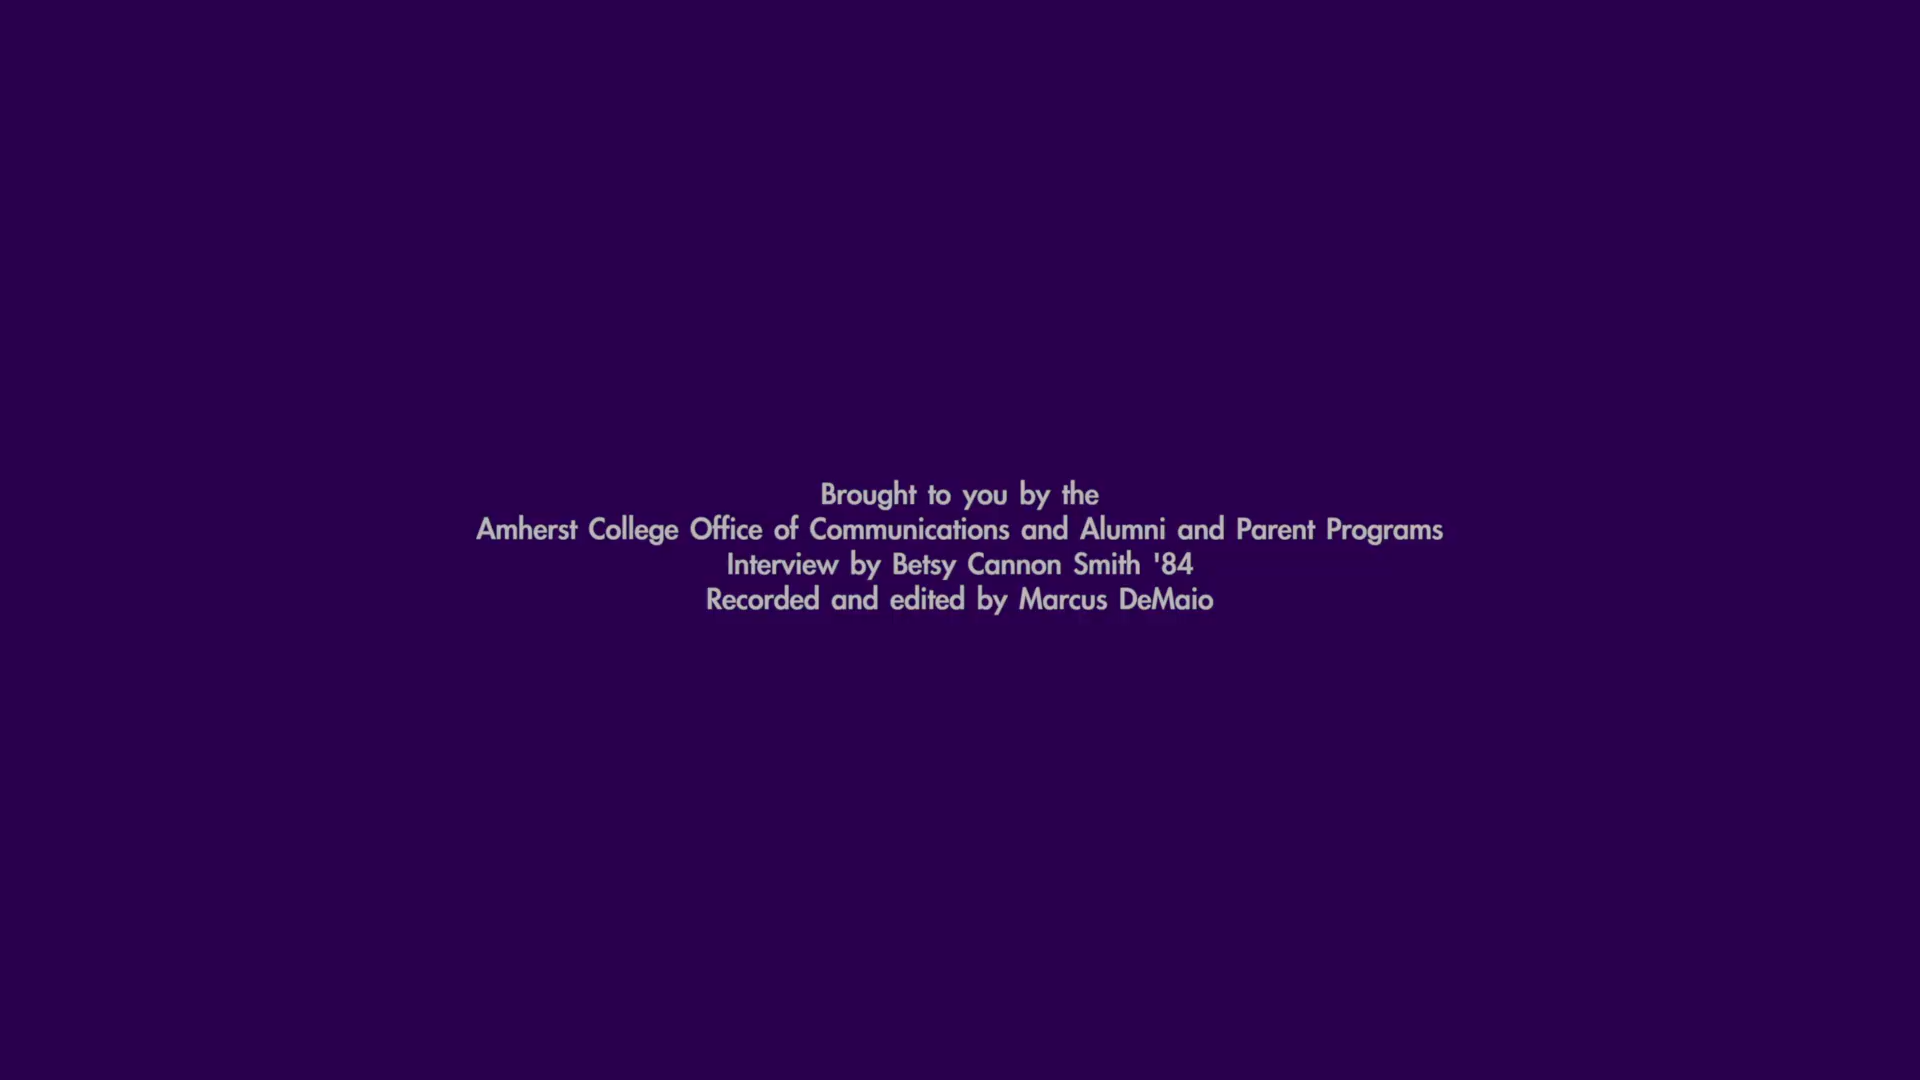 Brought to you by the
Amherst College Office of Communications and Alumni and Parent Programs
Interview by Betsy Cannon Smith '84
Recorded and edited by Marcus DeMaio